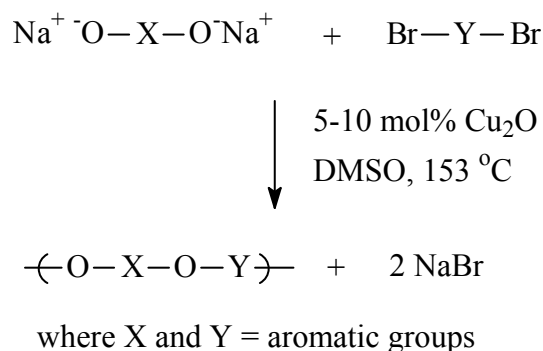 Na⁺ ⁻O—X—O⁻Na⁺ + Br—Y—Br
5-10 mol% Cu₂O
DMSO, 153 °C
—(O—X—O—Y)— + 2 NaBr
where X and Y = aromatic groups